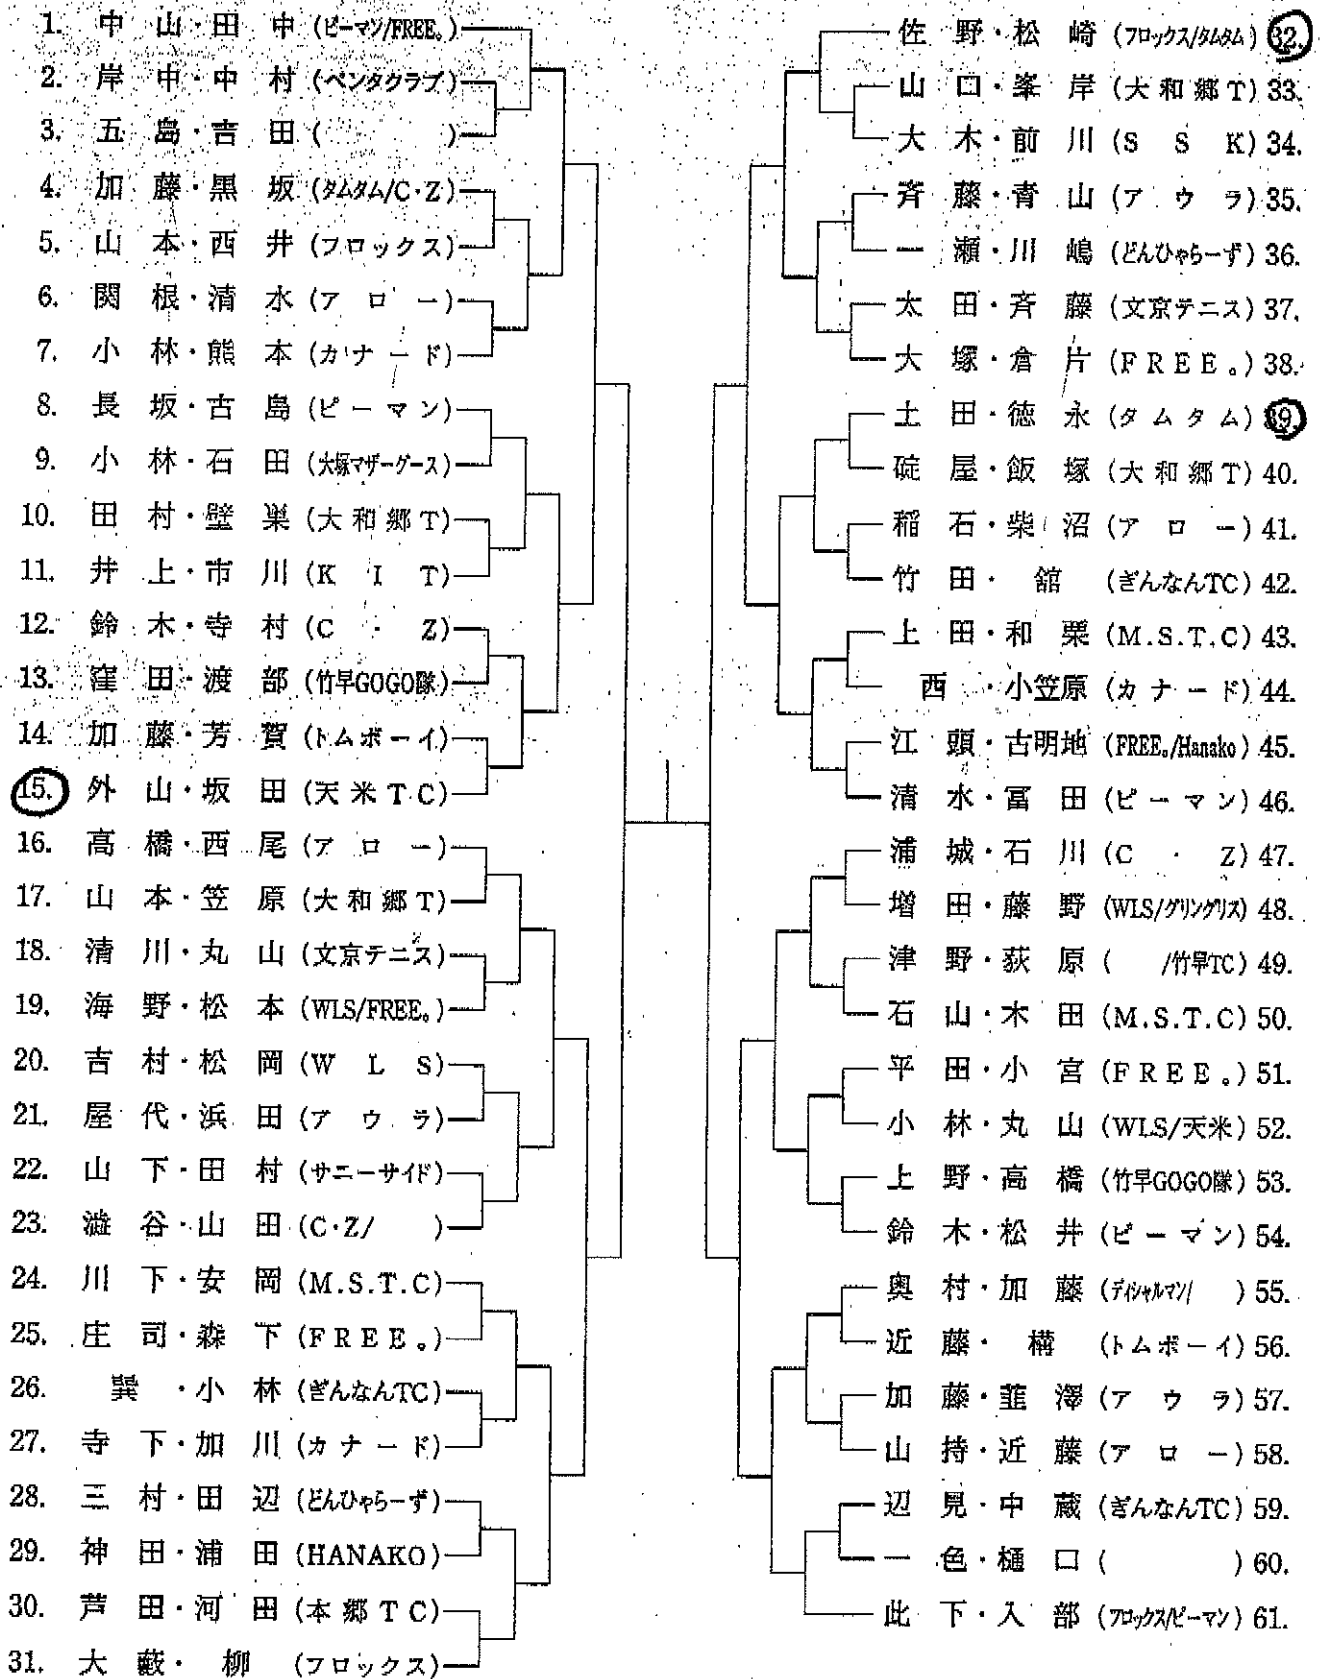 1. 中山・田中 (ピーマン/FREE。)
2. 岸中・中村 (ペンタクラブ)
3. 五島・吉田 ( )
4. 加藤・黒坂 (タムタム/C・Z)
5. 山本・西井 (フロックス)
6. 関根・清水 (アロー)
7. 小林・熊本 (カナード)
8. 長坂・古島 (ピーマン)
9. 小林・石田 (大塚マザーグース)
10. 田村・壁巣 (大和郷T)
11. 井上・市川 (KIT)
12. 鈴木・寺村 (C・Z)
13. 窪田・渡部 (竹早GOGO隊)
14. 加藤・芳賀 (トムボーイ)
15. 外山・坂田 (天米TC)
16. 高橋・西尾 (アロー)
17. 山本・笠原 (大和郷T)
18. 清川・丸山 (文京テニス)
19. 海野・松本 (WLS/FREE。)
20. 吉村・松岡 (WLS)
21. 屋代・浜田 (アウラ)
22. 山下・田村 (サニーサイド)
23. 澁谷・山田 (C・Z/ )
24. 川下・安岡 (M.S.T.C)
25. 庄司・森下 (FREE。)
26. 巽・小林 (ぎんなんTC)
27. 寺下・加川 (カナード)
28. 三村・田辺 (どんひゃらーず)
29. 神田・浦田 (HANAKO)
30. 芦田・河田 (本郷TC)
31. 大藪・柳 (フロックス)
佐野・松崎 (フロックス/タムタム) 32.
山口・峯岸 (大和郷T) 33.
大木・前川 (SSK) 34.
斉藤・青山 (アウラ) 35.
一瀬・川嶋 (どんひゃらーず) 36.
太田・斉藤 (文京テニス) 37.
大塚・倉片 (FREE。) 38.
土田・徳永 (タムタム) 39.
碇屋・飯塚 (大和郷T) 40.
稲石・柴沼 (アロー) 41.
竹田・舘 (ぎんなんTC) 42.
上田・和栗 (M.S.T.C) 43.
西・小笠原 (カナード) 44.
江頭・古明地 (FREE。/Hanako) 45.
清水・冨田 (ピーマン) 46.
浦城・石川 (C・Z) 47.
増田・藤野 (WLS/グリングリス) 48.
津野・荻原 ( /竹早TC) 49.
石山・木田 (M.S.T.C) 50.
平田・小宮 (FREE。) 51.
小林・丸山 (WLS/天米) 52.
上野・高橋 (竹早GOGO隊) 53.
鈴木・松井 (ピーマン) 54.
奥村・加藤 (ディシャルマン/ ) 55.
近藤・構 (トムボーイ) 56.
加藤・韮澤 (アウラ) 57.
山持・近藤 (アロー) 58.
辺見・中蔵 (ぎんなんTC) 59.
一色・樋口 ( ) 60.
此下・入部 (フロックス/ピーマン) 61.